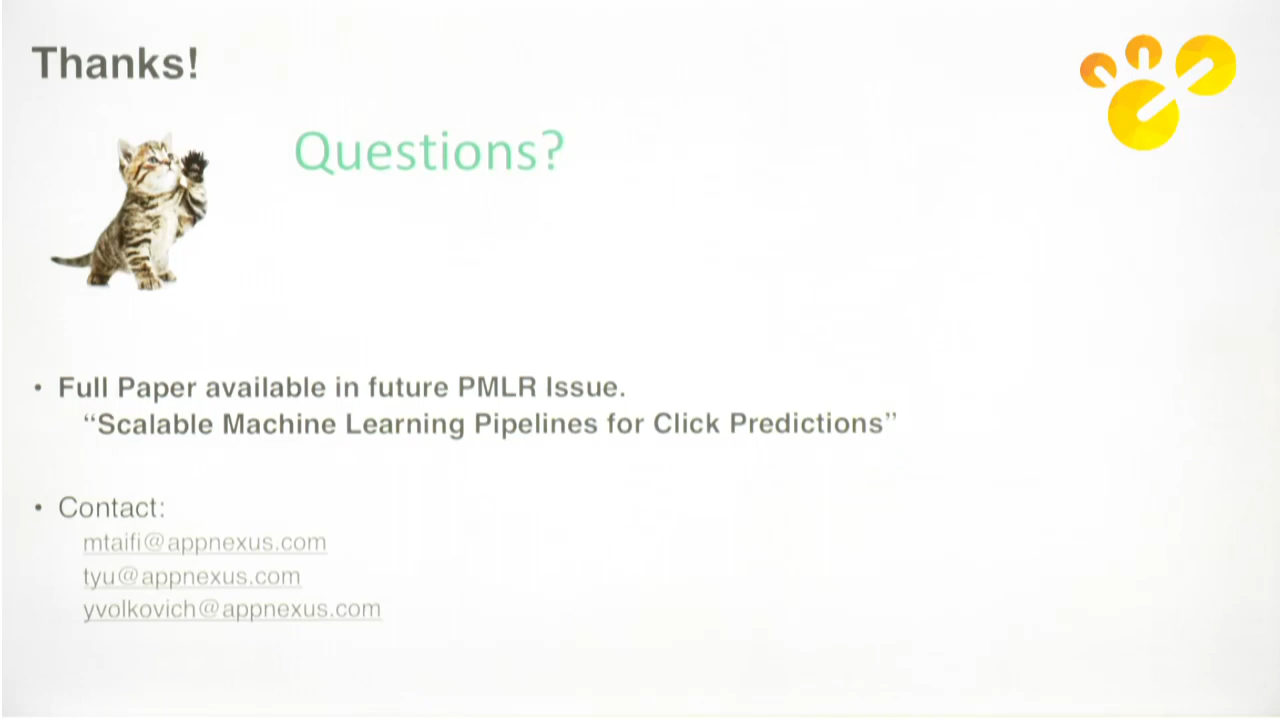 Thanks!
Questions?
• Full Paper available in future PMLR Issue.
“Scalable Machine Learning Pipelines for Click Predictions”
• Contact:
mtaifi@appnexus.com
tyu@appnexus.com
yvolkovich@appnexus.com